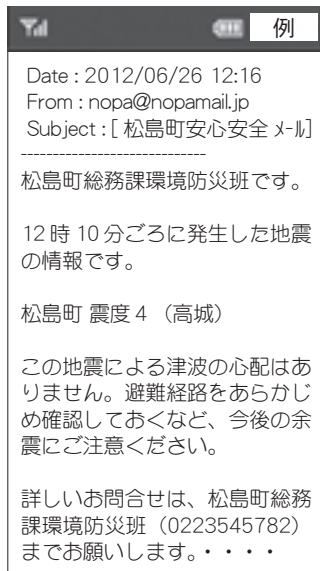 例
Date : 2012/06/26 12:16
From : nopa@nopamail.jp
Subject : [ 松島町安心安全 ﾒｰﾙ]
-----------------------------
松島町総務課環境防災班です。
12 時 10 分ごろに発生した地震
の情報です。
松島町 震度 4 （高城）
この地震による津波の心配はあ
りません。避難経路をあらかじ
め確認しておくなど、今後の余
震にご注意ください。
詳しいお問合せは、松島町総務
課環境防災班（0223545782）
までお願いします。・・・・